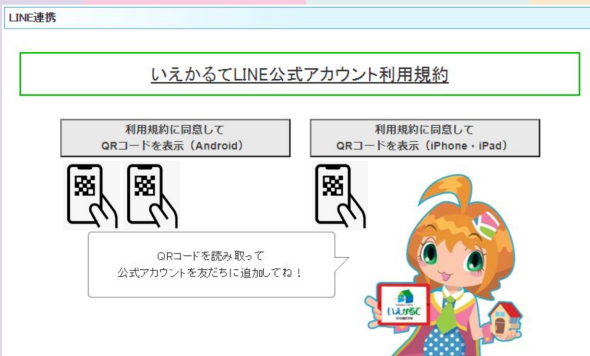 LINE連携
いえかるてLINE公式アカウント利用規約
利用規約に同意して
QRコードを表示（Android）
利用規約に同意して
QRコードを表示（iPhone・iPad）
QRコードを読み取って
公式アカウントを友だちに追加してね！
いえかるて